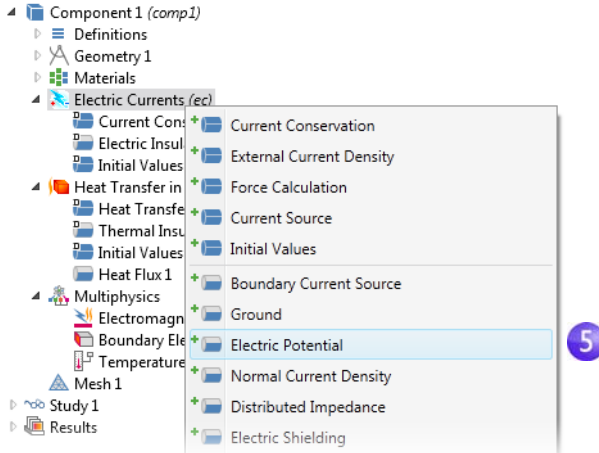 Component 1 (comp1)
Definitions
Geometry 1
Materials
Electric Currents (ec)
Current Cons
Electric Insul
Initial Values
Heat Transfer in
Heat Transfe
Thermal Insu
Initial Values
Heat Flux 1
Multiphysics
Electromagn
Boundary Ele
Temperature
Mesh 1
Study 1
Results
Current Conservation
External Current Density
Force Calculation
Current Source
Initial Values
Boundary Current Source
Ground
Electric Potential
Normal Current Density
Distributed Impedance
Electric Shielding
5